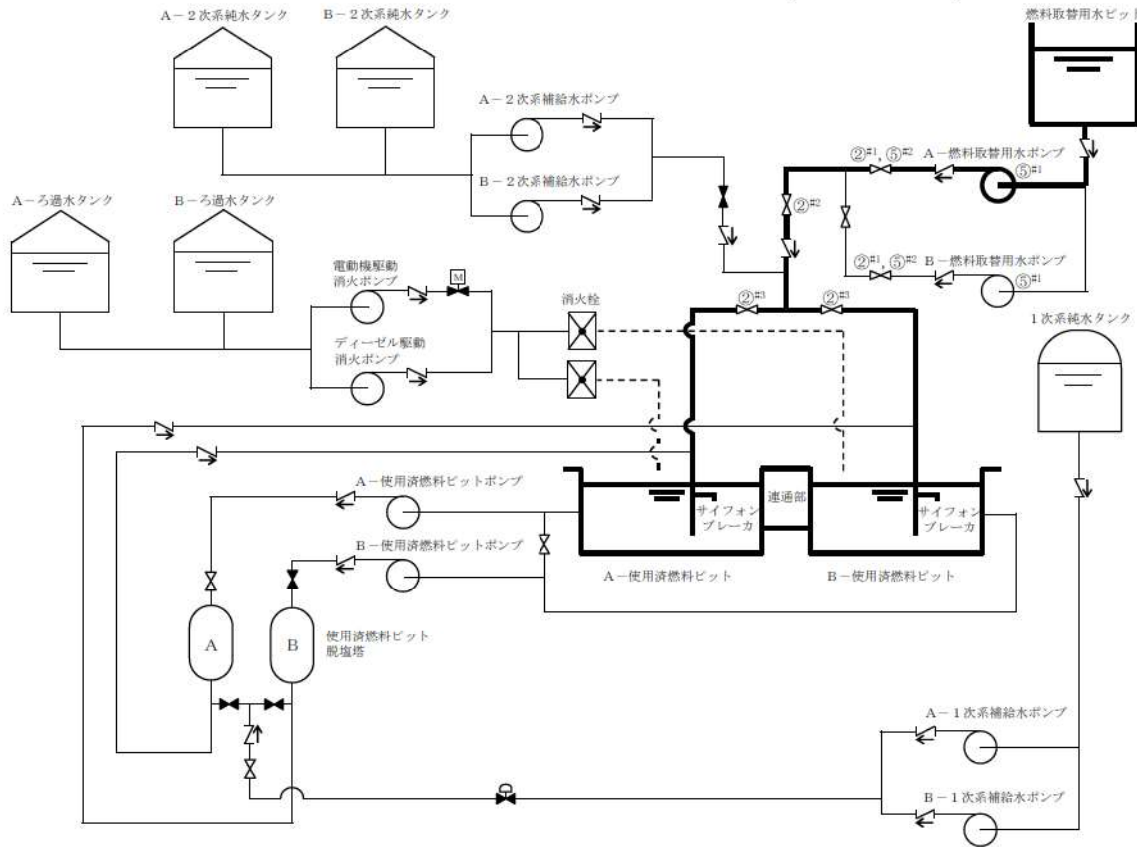 A－2次系純水タンク
B－2次系純水タンク
燃料取替用水ピット
A－2次系補給水ポンプ
B－2次系補給水ポンプ
②#1, ⑤#2
A－燃料取替用水ポンプ
⑤#1
②#2
②#1, ⑤#2
B－燃料取替用水ポンプ
⑤#1
A－ろ過水タンク
B－ろ過水タンク
電動機駆動
消火ポンプ
M
ディーゼル駆動
消火ポンプ
消火栓
②#3
②#3
1次系純水タンク
A－使用済燃料ピットポンプ
B－使用済燃料ピットポンプ
サイフォン
ブレーカ
連通部
サイフォン
ブレーカ
A－使用済燃料ピット
B－使用済燃料ピット
A
B
使用済燃料ピット
脱塩塔
A－1次系補給水ポンプ
B－1次系補給水ポンプ